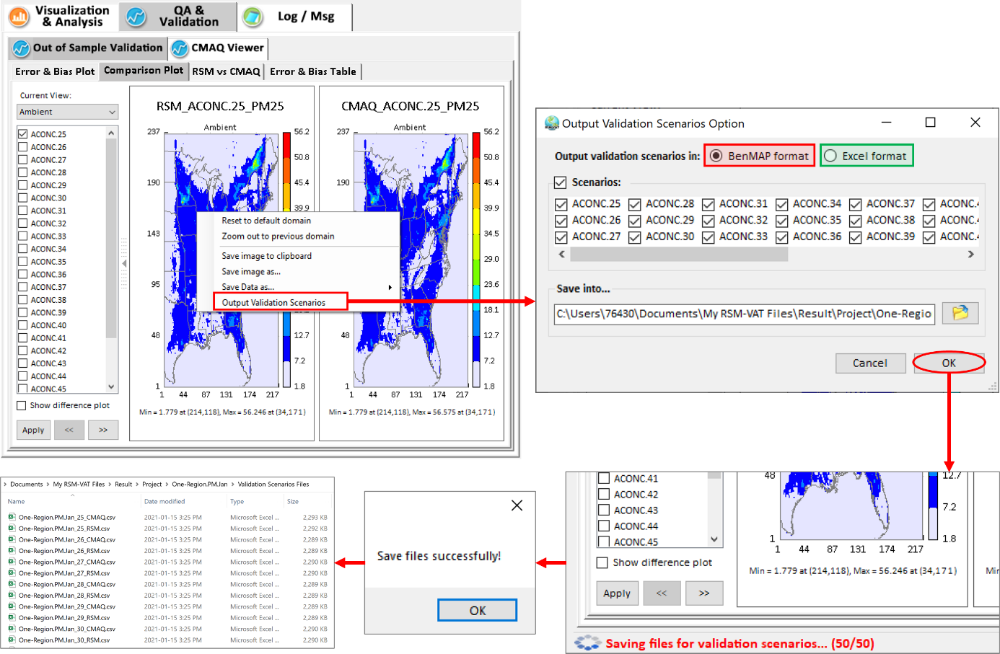 Visualization
& Analysis
QA &
Validation
Log / Msg
Out of Sample Validation
CMAQ Viewer
Error & Bias Plot
Comparison Plot
RSM vs CMAQ
Error & Bias Table
Current View:
Ambient
ACONC.25
ACONC.26
ACONC.27
ACONC.28
ACONC.29
ACONC.30
ACONC.31
ACONC.32
ACONC.33
ACONC.34
ACONC.35
ACONC.36
ACONC.37
ACONC.38
ACONC.39
ACONC.40
ACONC.41
ACONC.42
ACONC.43
ACONC.44
ACONC.45
Show difference plot
Apply
<<
>>
RSM_ACONC.25_PM25
Ambient
237
190
143
95
48
1
1 44 87 131 174 217
56.2
50.8
45.4
39.9
12.7
7.2
1.8
Min = 1.779 at (214,118), Max = 56.246 at (34,171)
CMAQ_ACONC.25_PM25
Ambient
237
190
48
1
1 44 87 131 174 217
56.2
50.8
45.4
39.9
34.5
29.0
23.6
18.1
12.7
7.2
1.8
Min = 1.779 at (214,118), Max = 56.575 at (34,171)
Reset to default domain
Zoom out to previous domain
Save image to clipboard
Save image as...
Save Data as...
Output Validation Scenarios
Output Validation Scenarios Option
Output validation scenarios in:
BenMAP format
Excel format
Scenarios:
ACONC.25 ACONC.28 ACONC.31 ACONC.34 ACONC.37 ACONC.
ACONC.26 ACONC.29 ACONC.32 ACONC.35 ACONC.38 ACONC.
ACONC.27 ACONC.30 ACONC.33 ACONC.36 ACONC.39 ACONC.
Save into...
C:\Users\76430\Documents\My RSM-VAT Files\Result\Project\One-Regio
Cancel
OK
ACONC.41
ACONC.42
ACONC.43
ACONC.44
ACONC.45
Show difference plot
Apply
<<
>>
48
1
1 44 87 131 174 217
12.7
7.2
1.8
Min = 1.779 at (214,118), Max = 56.246 at (34,171)
Mir
Saving files for validation scenarios... (50/50)
Save files successfully!
OK
› Documents › My RSM-VAT Files › Result › Project › One-Region.PM.Jan › Validation Scenarios Files
Name Date modified Type Size
One-Region.PM.Jan_25_CMAQ.csv 2021-01-15 3:25 PM Microsoft Excel ... 2,293 KB
One-Region.PM.Jan_25_RSM.csv 2021-01-15 3:25 PM Microsoft Excel ... 2,292 KB
One-Region.PM.Jan_26_CMAQ.csv 2021-01-15 3:25 PM Microsoft Excel ... 2,289 KB
One-Region.PM.Jan_26_RSM.csv 2021-01-15 3:25 PM Microsoft Excel ... 2,289 KB
One-Region.PM.Jan_27_CMAQ.csv 2021-01-15 3:25 PM Microsoft Excel ... 2,290 KB
One-Region.PM.Jan_27_RSM.csv 2021-01-15 3:25 PM Microsoft Excel ... 2,290 KB
One-Region.PM.Jan_28_CMAQ.csv 2021-01-15 3:25 PM Microsoft Excel ... 2,289 KB
One-Region.PM.Jan_28_RSM.csv 2021-01-15 3:25 PM Microsoft Excel ... 2,289 KB
One-Region.PM.Jan_29_CMAQ.csv 2021-01-15 3:25 PM Microsoft Excel ... 2,289 KB
One-Region.PM.Jan_29_RSM.csv 2021-01-15 3:25 PM Microsoft Excel ... 2,289 KB
One-Region.PM.Jan_30_CMAQ.csv 2021-01-15 3:25 PM Microsoft Excel ... 2,290 KB
One-Region.PM.Jan_30_RSM.csv 2021-01-15 3:25 PM Microsoft Excel ... 2,290 KB